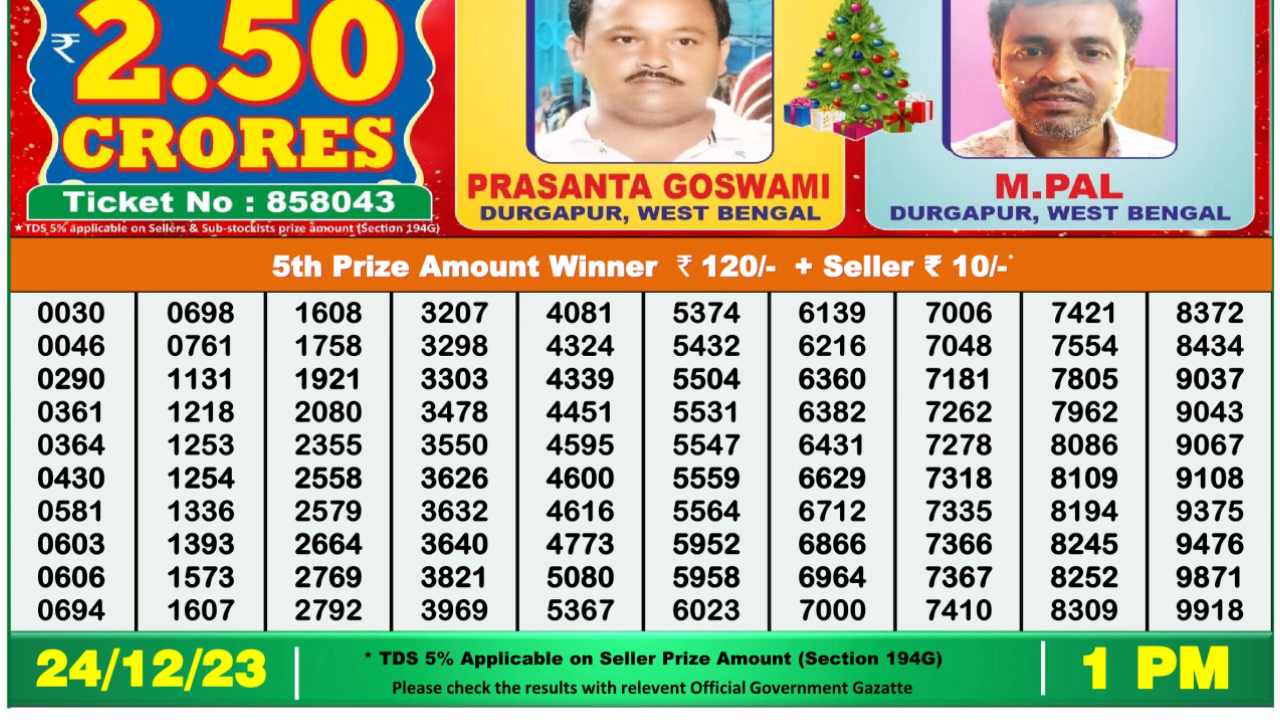 ₹ 2.50
CRORES
Ticket No : 858043
★TDS 5% applicable on Sellers & Sub-stockists prize amount (Section 194G)
PRASANTA GOSWAMI
DURGAPUR, WEST BENGAL
M.PAL
DURGAPUR, WEST BENGAL
5th Prize Amount Winner ₹ 120/- + Seller ₹ 10/-*
0030 0698 1608 3207 4081 5374 6139 7006 7421 8372
0046 0761 1758 3298 4324 5432 6216 7048 7554 8434
0290 1131 1921 3303 4339 5504 6360 7181 7805 9037
0361 1218 2080 3478 4451 5531 6382 7262 7962 9043
0364 1253 2355 3550 4595 5547 6431 7278 8086 9067
0430 1254 2558 3626 4600 5559 6629 7318 8109 9108
0581 1336 2579 3632 4616 5564 6712 7335 8194 9375
0603 1393 2664 3640 4773 5952 6866 7366 8245 9476
0606 1573 2769 3821 5080 5958 6964 7367 8252 9871
0694 1607 2792 3969 5367 6023 7000 7410 8309 9918
24/12/23
* TDS 5% Applicable on Seller Prize Amount (Section 194G)
Please check the results with relevent Official Government Gazatte
1 PM